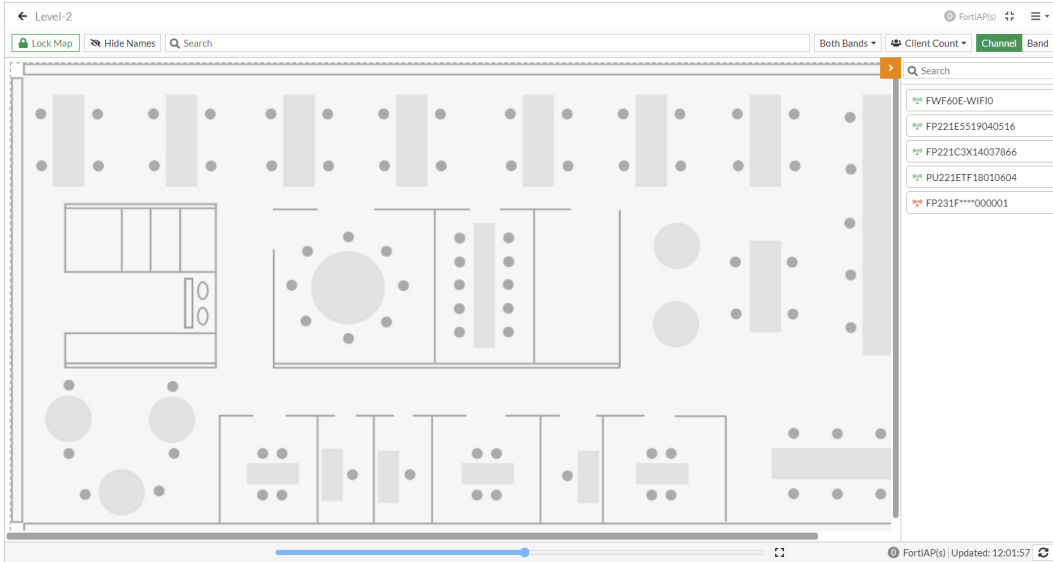 Level-2
0 FortiAP(s)
Lock Map Hide Names Search Both Bands Client Count Channel Band
Search
FWF60E-WIFI0
FP221E5519040516
FP221C3X14037866
PU221ETF18010604
FP231F****000001
0 FortiAP(s) Updated: 12:01:57